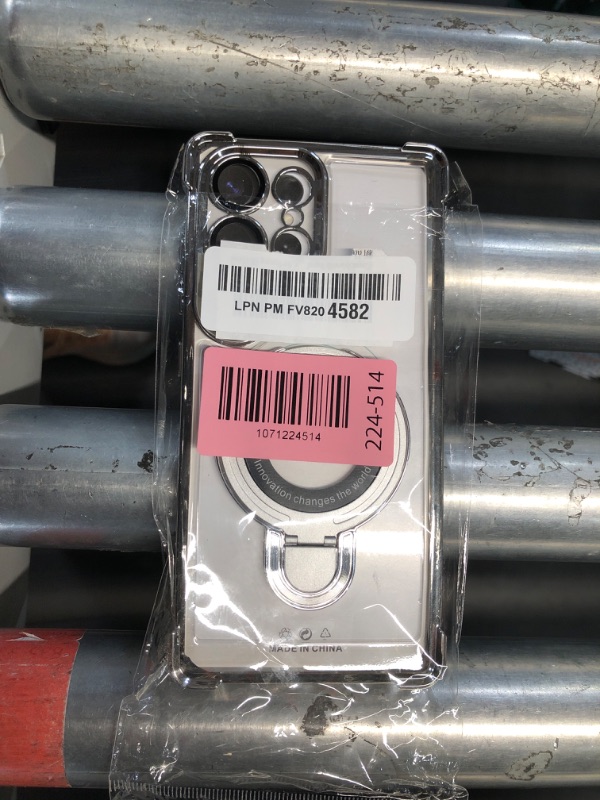 LPN PM FV820 4582
1071224514
224-514
Innovation changes the world
MADE IN CHINA